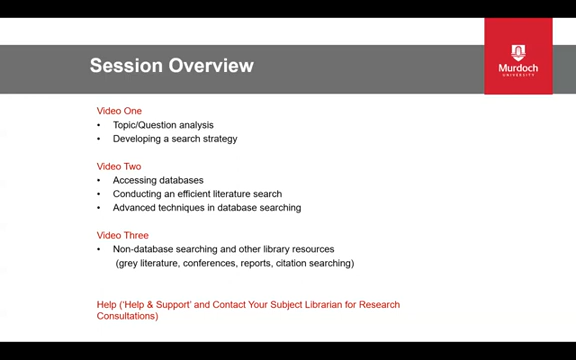 Session Overview
Murdoch
UNIVERSITY
Video One
• Topic/Question analysis
• Developing a search strategy
Video Two
• Accessing databases
• Conducting an efficient literature search
• Advanced techniques in database searching
Video Three
• Non-database searching and other library resources
(grey literature, conferences, reports, citation searching)
Help (‘Help & Support’ and Contact Your Subject Librarian for Research
Consultations)